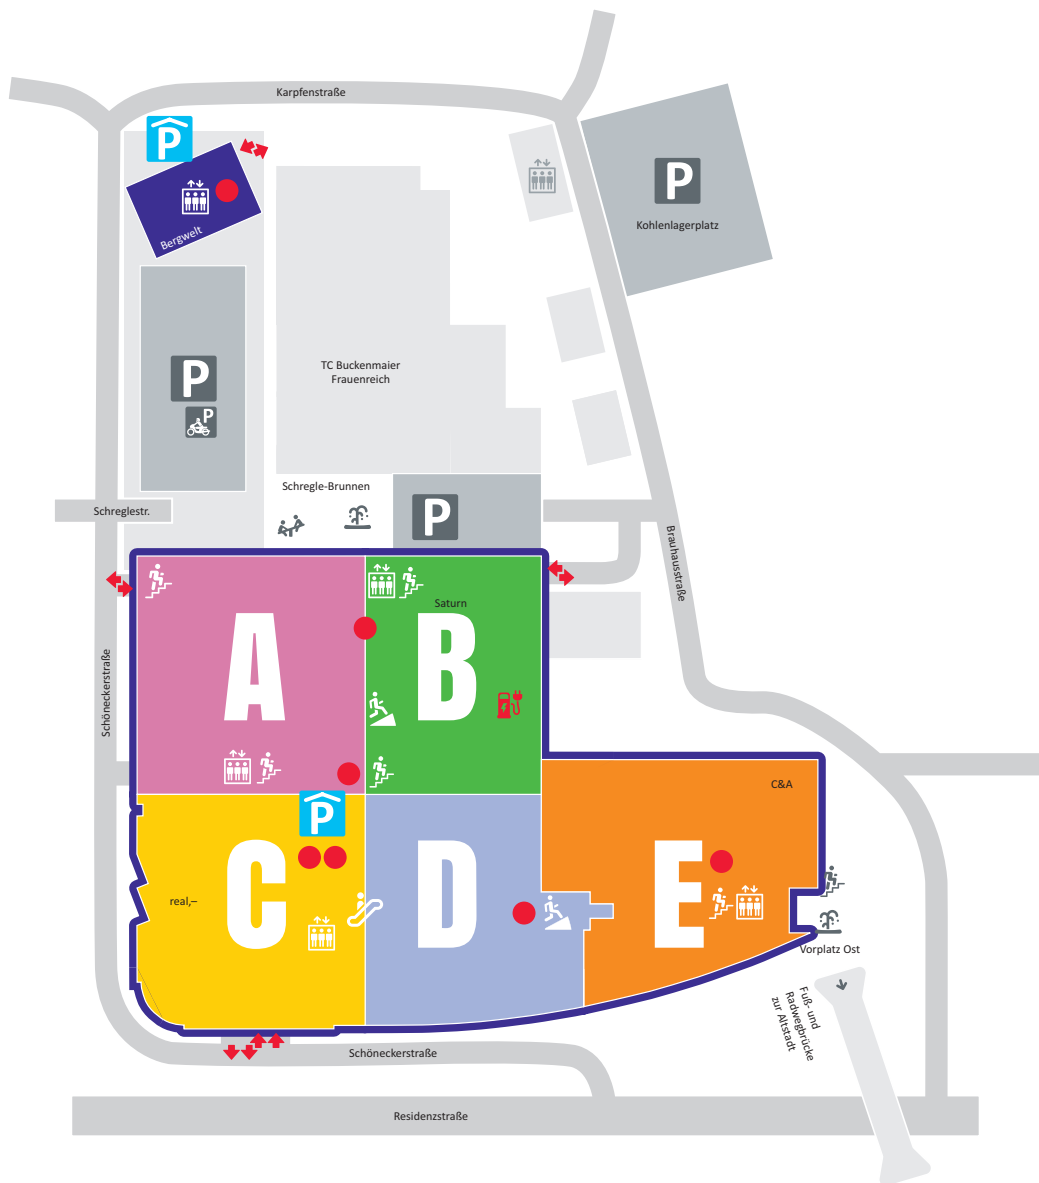 Karpfenstraße
P
P
Kohlenlagerplatz
Bergwelt
TC Buckenmaier
Frauenreich
P
P
Schregle-Brunnen
Schreglestr.
P
Brauhausstraße
Saturn
A
B
Schöneckerstraße
C&A
P
C
D
E
real,–
Vorplatz Ost
Fuß- und
Radwegbrücke
zur Altstadt
Schöneckerstraße
Residenzstraße